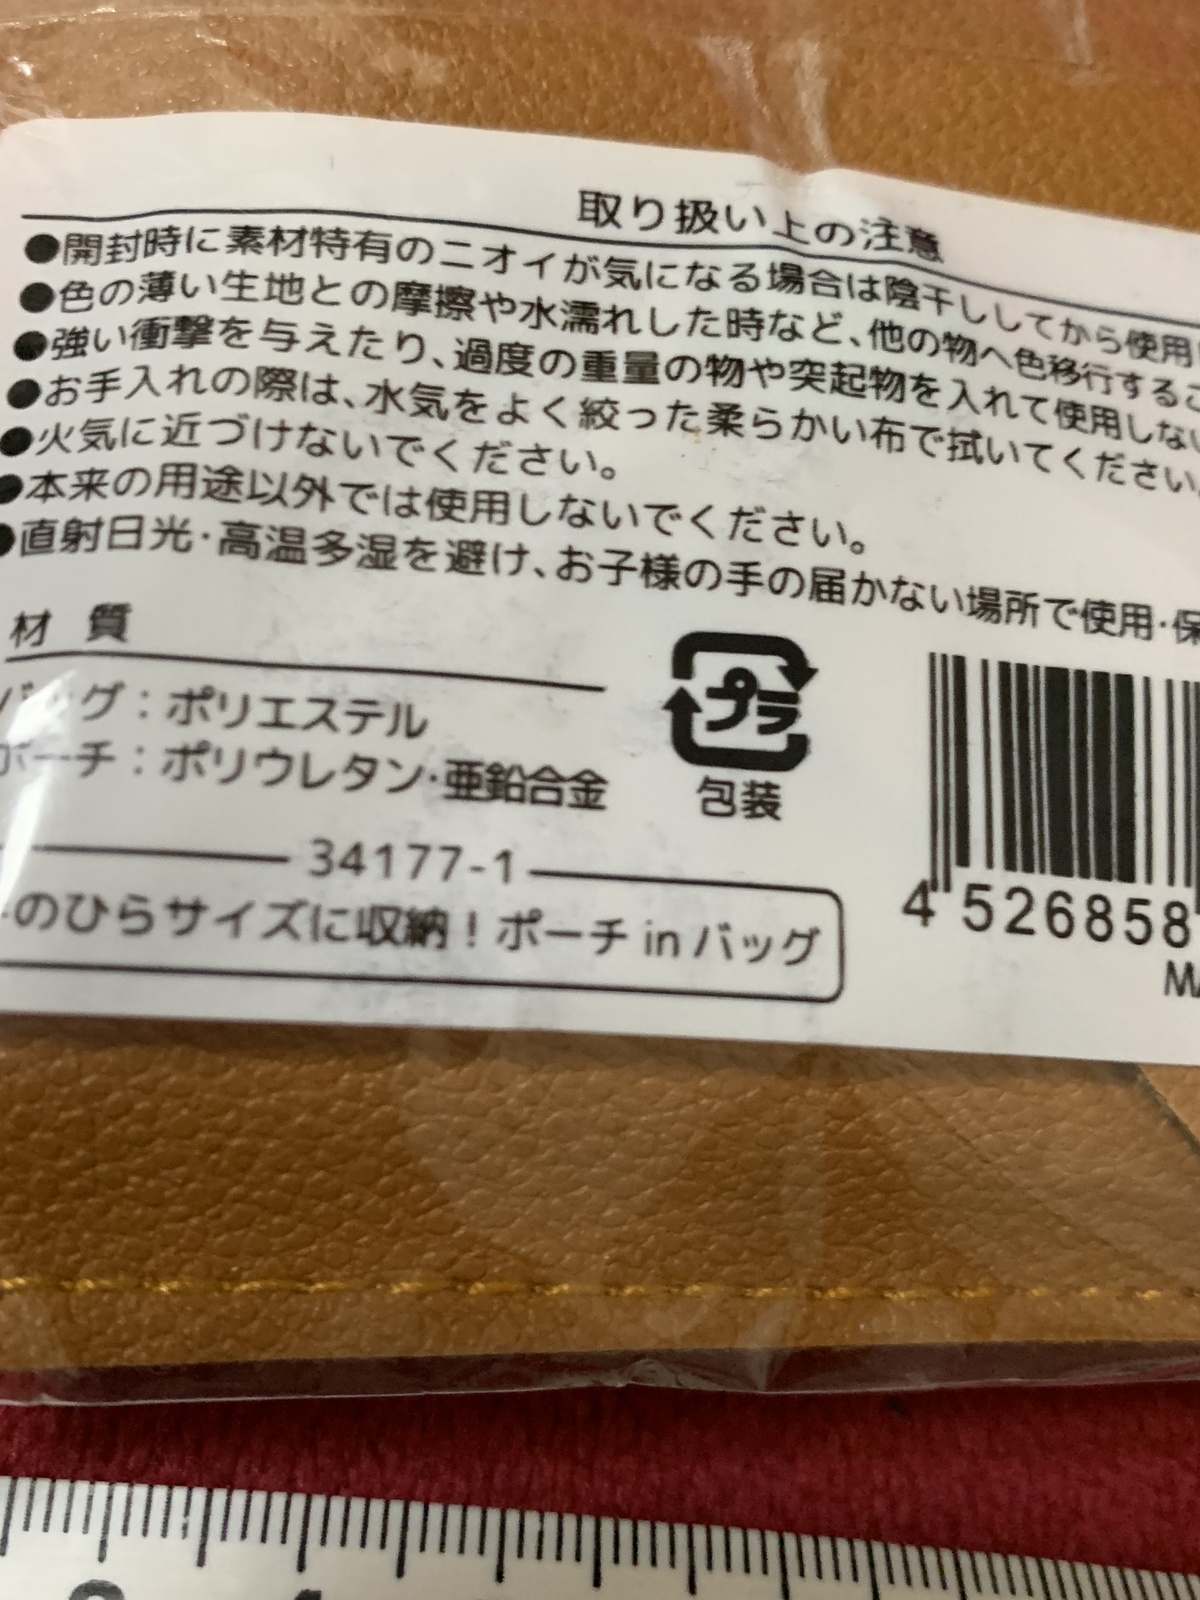 取り扱い上の注意
●開封時に素材特有のニオイが気になる場合は陰干ししてから使用
●色の薄い生地との摩擦や水濡れした時など、他の物へ色移行するこ
●強い衝撃を与えたり、過度の重量の物や突起物を入れて使用しない
●お手入れの際は、水気をよく絞った柔らかい布で拭いてください。
●火気に近づけないでください。
●本来の用途以外では使用しないでください。
●直射日光・高温多湿を避け、お子様の手の届かない場所で使用・保
材 質
バッグ：ポリエステル
ポーチ：ポリウレタン・亜鉛合金
プラ
包装
34177-1
のひらサイズに収納！ポーチ in バッグ
4 526858
MA